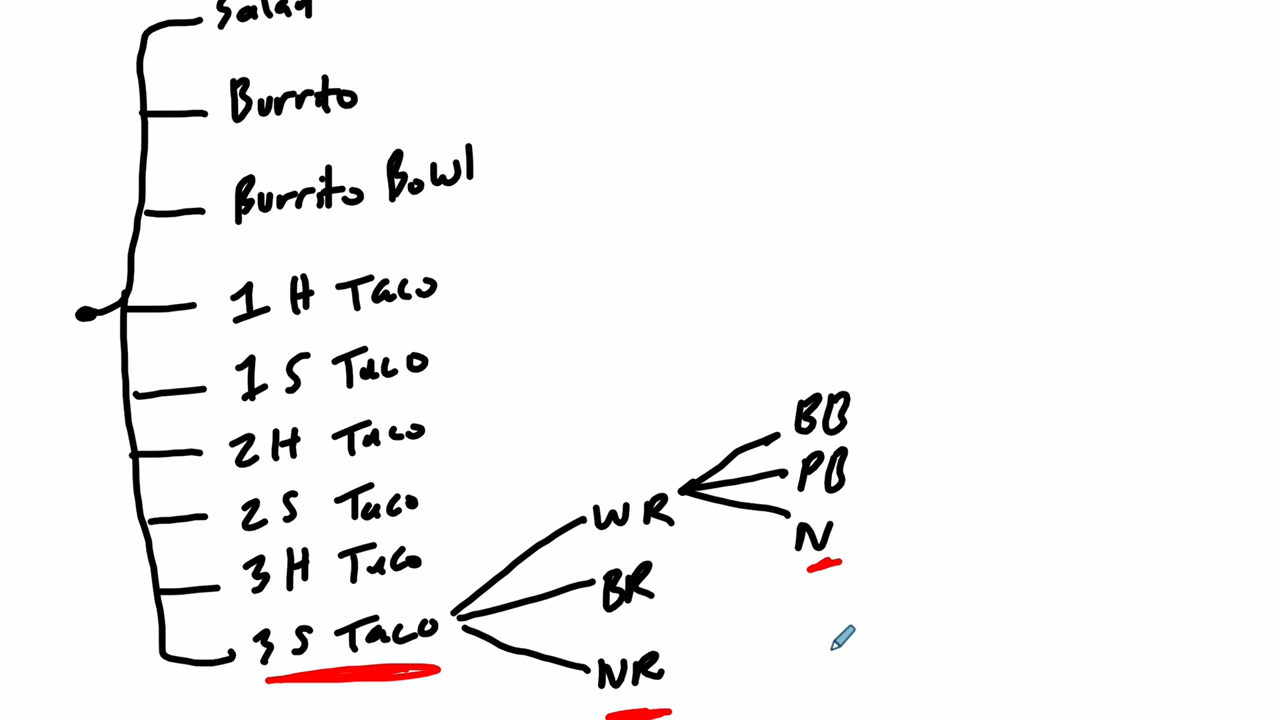 Salad
Burrito
Burrito Bowl
1 H Taco
1 S Taco
2 H Taco
2 S Taco
3 H Taco
3 S Taco
WR
BR
NR
BB
PB
N